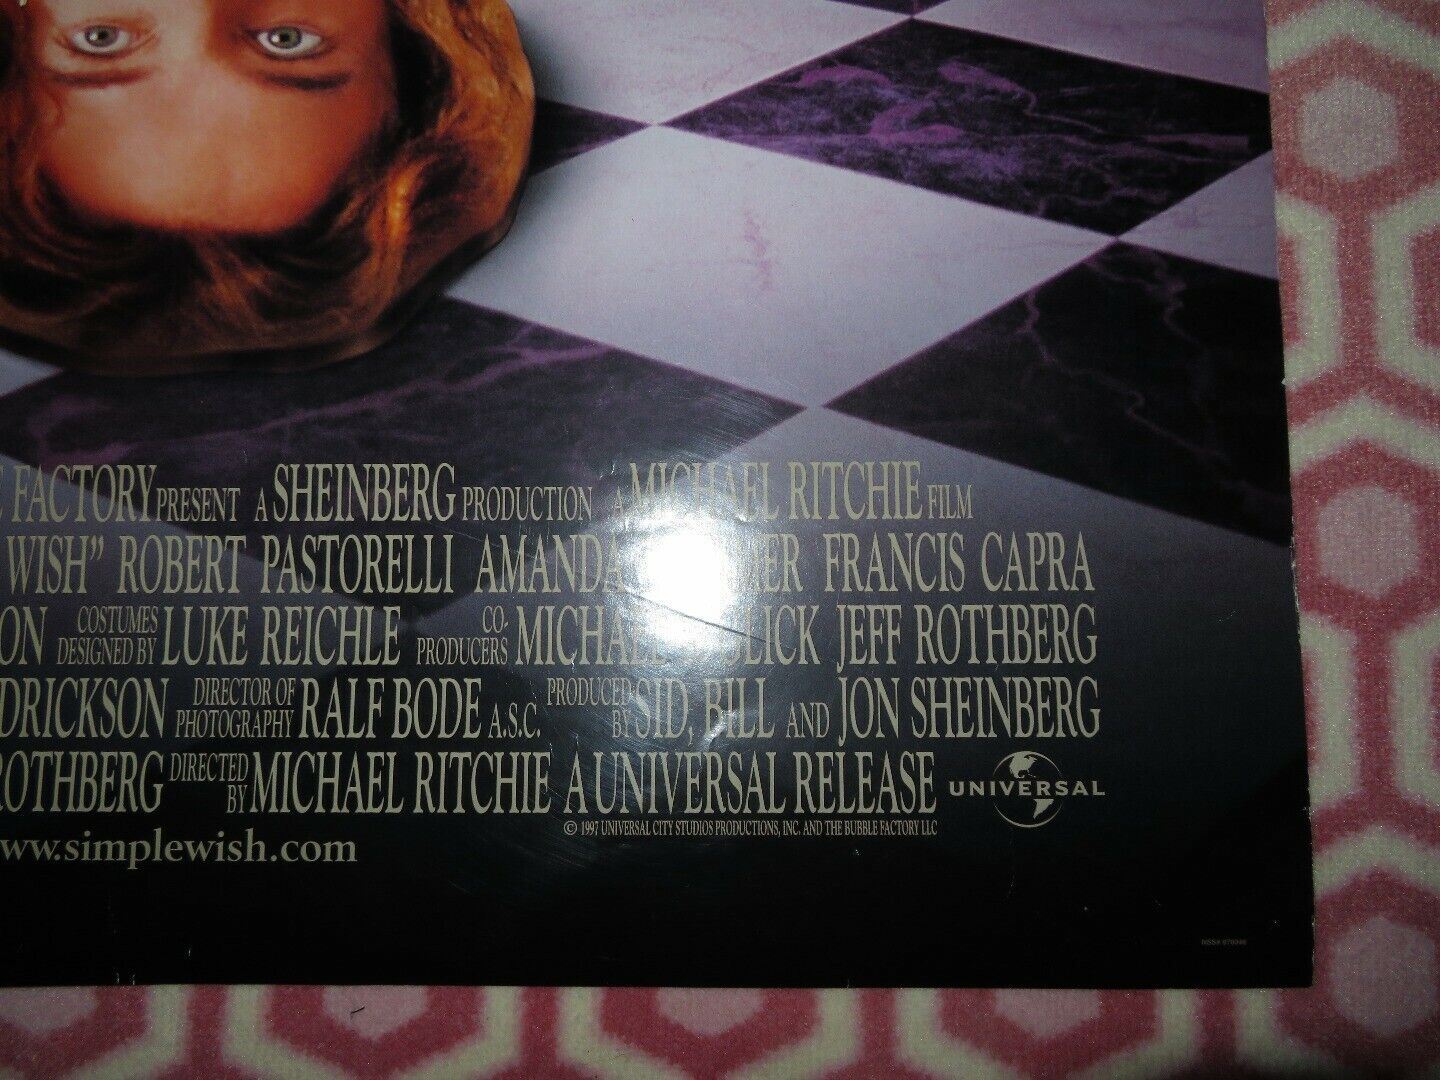 FACTORY PRESENT A SHEINBERG PRODUCTION A MICHAEL RITCHIE FILM
WISH" ROBERT PASTORELLI AMANDA FRANCIS CAPRA
ON COSTUMES DESIGNED BY LUKE REICHLE CO-PRODUCERS MICHAEL GLICK JEFF ROTHBERG
DRICKSON DIRECTOR OF PHOTOGRAPHY RALF BODE A.S.C. PRODUCED BY SID, BILL AND JON SHEINBERG
ROTHBERG DIRECTED BY MICHAEL RITCHIE A UNIVERSAL RELEASE UNIVERSAL
© 1997 UNIVERSAL CITY STUDIOS PRODUCTIONS, INC. AND THE BUBBLE FACTORY LLC
ww.simplewish.com